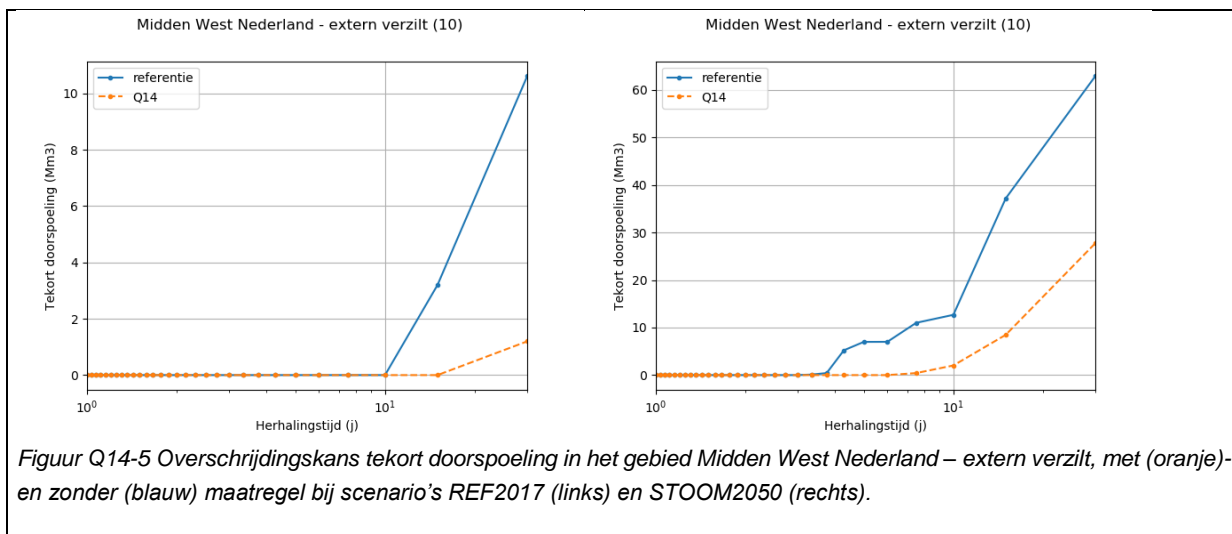 Midden West Nederland - extern verzilt (10)
referentie
Q14
Tekort doorspoeling (Mm3)
10
8
6
4
2
0
10⁰
10¹
Herhalingstijd (j)
Midden West Nederland - extern verzilt (10)
referentie
Q14
Tekort doorspoeling (Mm3)
60
50
40
30
20
10
0
10⁰
10¹
Herhalingstijd (j)
Figuur Q14-5 Overschrijdingskans tekort doorspoeling in het gebied Midden West Nederland – extern verzilt, met (oranje)-
en zonder (blauw) maatregel bij scenario’s REF2017 (links) en STOOM2050 (rechts).